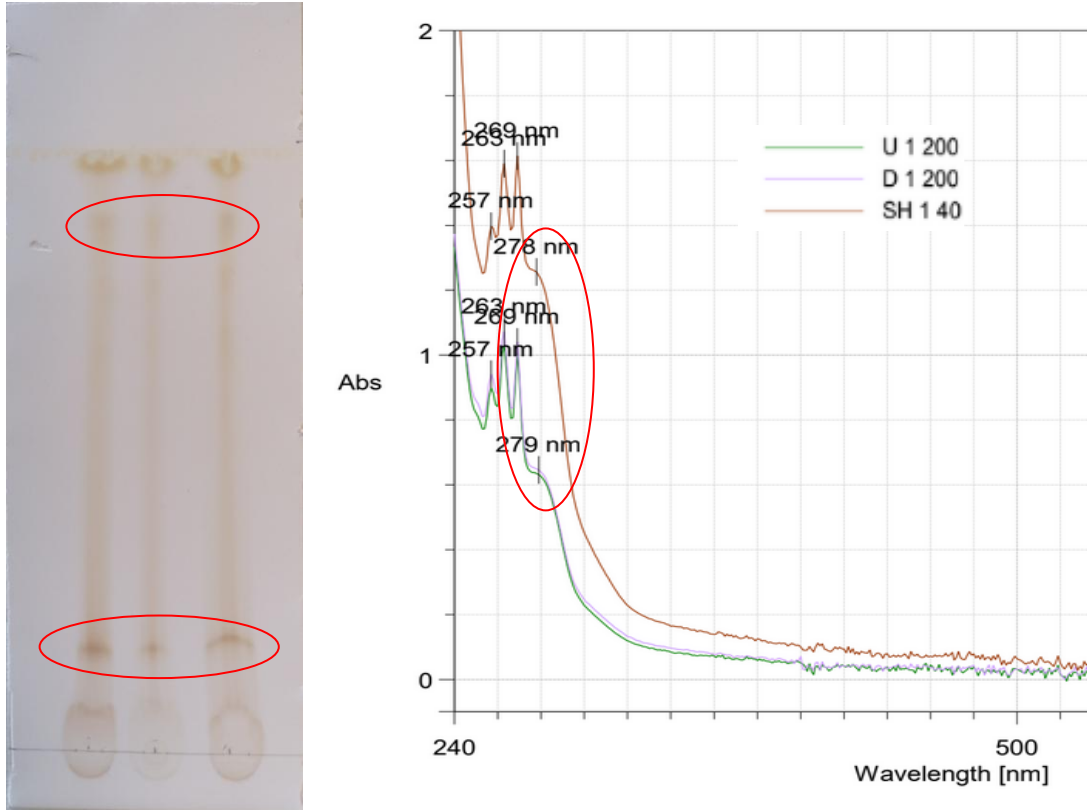 2
269 nm
263 nm
257 nm
278 nm
263 nm
269 nm
257 nm
279 nm
1
Abs
0
240
500
Wavelength [nm]
U 1 200
D 1 200
SH 1 40